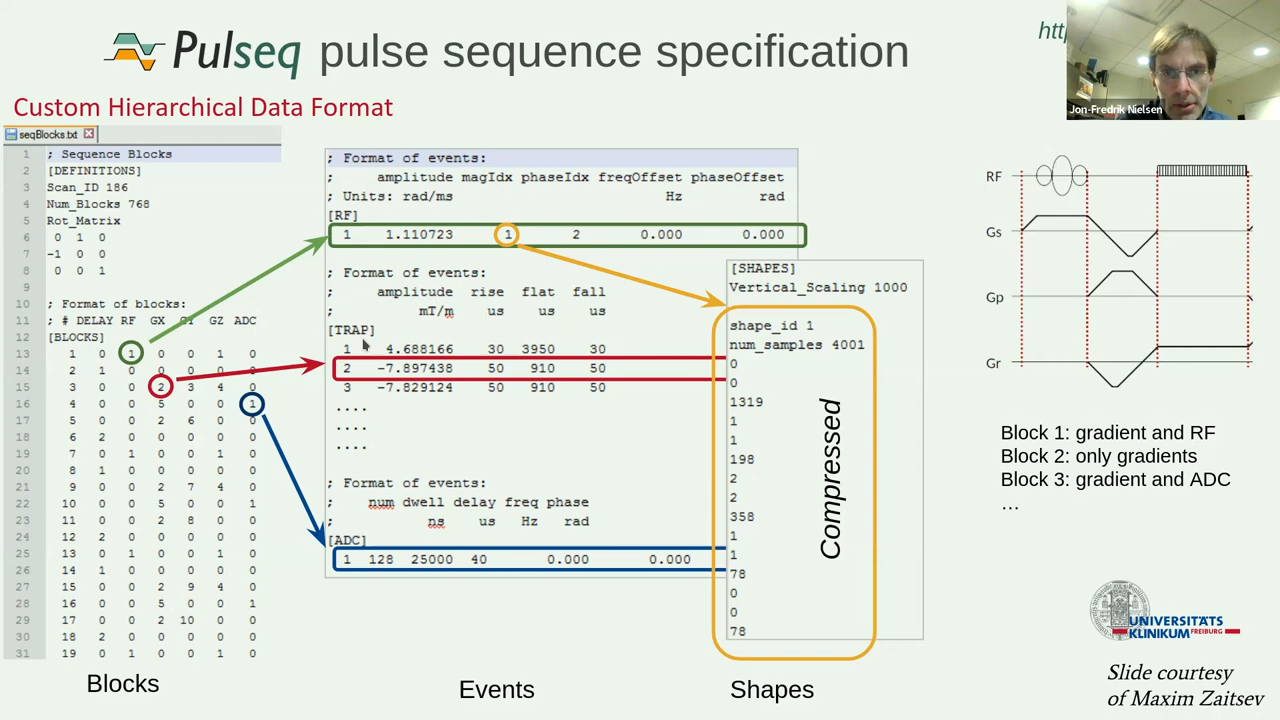 Pulseq pulse sequence specification
htt
Jon-Fredrik Nielsen
Custom Hierarchical Data Format
seqBlocks.txt
1 ; Sequence Blocks
2 [DEFINITIONS]
3 Scan_ID 186
4 Num_Blocks 768
5 Rot_Matrix
6 0 1 0
7 -1 0 0
8 0 0 1
9
10 ; Format of blocks:
11 ; # DELAY RF GX GY GZ ADC
12 [BLOCKS]
13 1 0 1 0 0 1 0
14 2 1 0 0 0 0 0
15 3 0 0 2 3 4 0
16 4 0 0 5 0 0 1
17 5 0 0 2 6 0 0
18 6 2 0 0 0 0 0
19 7 0 1 0 0 1 0
20 8 1 0 0 0 0 0
21 9 0 0 2 7 4 0
22 10 0 0 5 0 0 1
23 11 0 0 2 8 0 0
24 12 2 0 0 0 0 0
25 13 0 1 0 0 1 0
26 14 1 0 0 0 0 0
27 15 0 0 2 9 4 0
28 16 0 0 5 0 0 1
29 17 0 0 2 10 0 0
30 18 2 0 0 0 0 0
31 19 0 1 0 0 1 0
Blocks
; Format of events:
; amplitude magIdx phaseIdx freqOffset phaseOffset
; Units: rad/ms Hz rad
[RF]
1 1.110723 1 2 0.000 0.000
; Format of events:
; amplitude rise flat fall
; mT/m us us us
[TRAP]
1 4.688166 30 3950 30
2 -7.897438 50 910 50
3 -7.829124 50 910 50
....
....
....
; Format of events:
; num dwell delay freq phase
; ns us Hz rad
[ADC]
1 128 25000 40 0.000 0.000
Events
[SHAPES]
Vertical_Scaling 1000
shape_id 1
num_samples 4001
0
0
1319
1
1
198
2
2
358
1
1
78
0
0
78
Compressed
Shapes
RF
Gs
Gp
Gr
Block 1: gradient and RF
Block 2: only gradients
Block 3: gradient and ADC
…
UNIVERSITÄTS
KLINIKUM FREIBURG
Slide courtesy
of Maxim Zaitsev